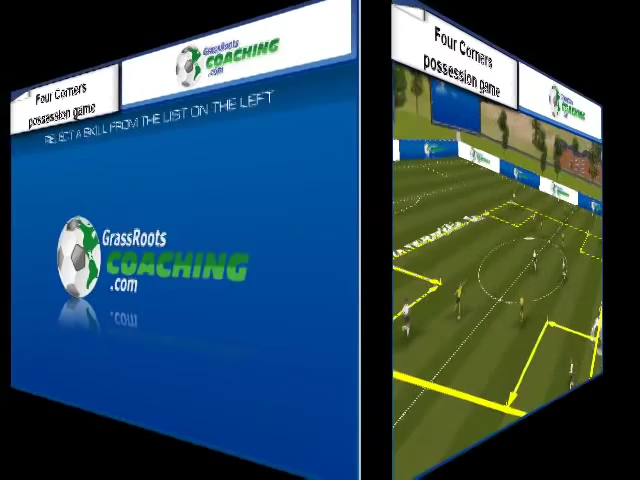 Four Corners
possession game
GrassRoots
COACHING
.com
SELECT A SKILL FROM THE LIST ON THE LEFT
GrassRoots
COACHING
.com
Four Corners
possession game
COACHING